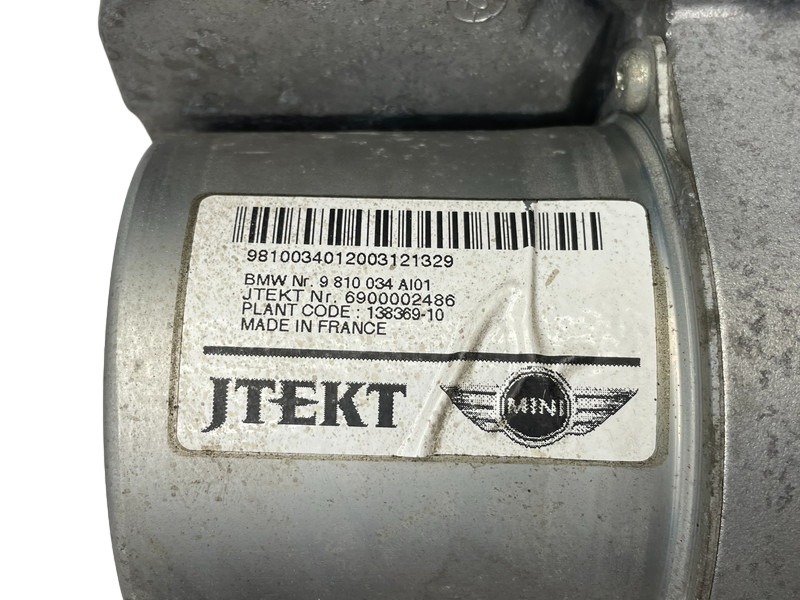 9810034012003121329
BMW Nr. 9 810 034 AI01
JTEKT Nr. 6900002486
PLANT CODE : 138369-10
MADE IN FRANCE
JTEKT
MINI